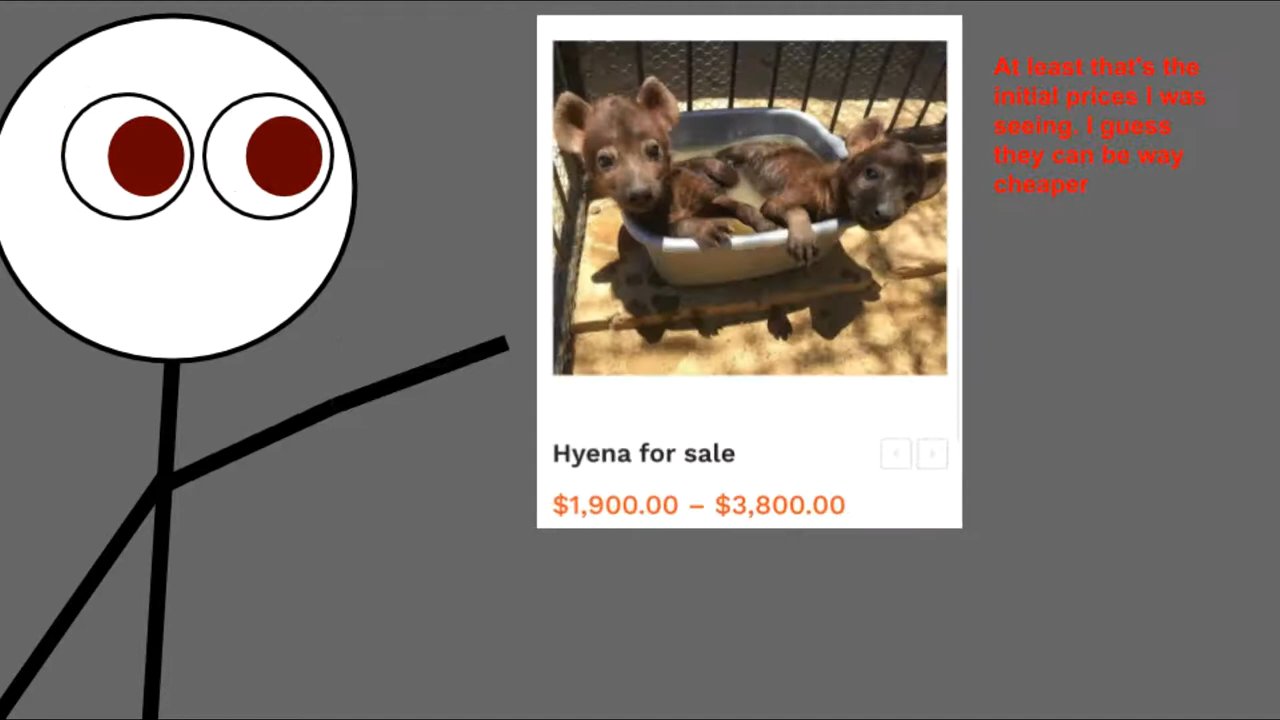 At least that's the
initial prices I was
seeing. I guess
they can be way
cheaper
Hyena for sale
$1,900.00 – $3,800.00